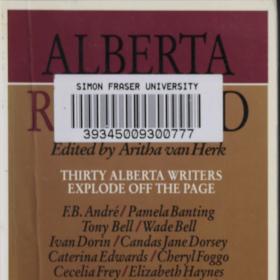 ALBERTA
SIMON FRASER UNIVERSITY
39345009300777
Edited by Aritha van Herk
THIRTY ALBERTA WRITERS
EXPLODE OFF THE PAGE
F.B. André / Pamela Banting
Tony Bell / Wade Bell
Ivan Dorin / Candas Jane Dorsey
Caterina Edwards / Cheryl Foggo
Cecelia Frey / Elizabeth Haynes